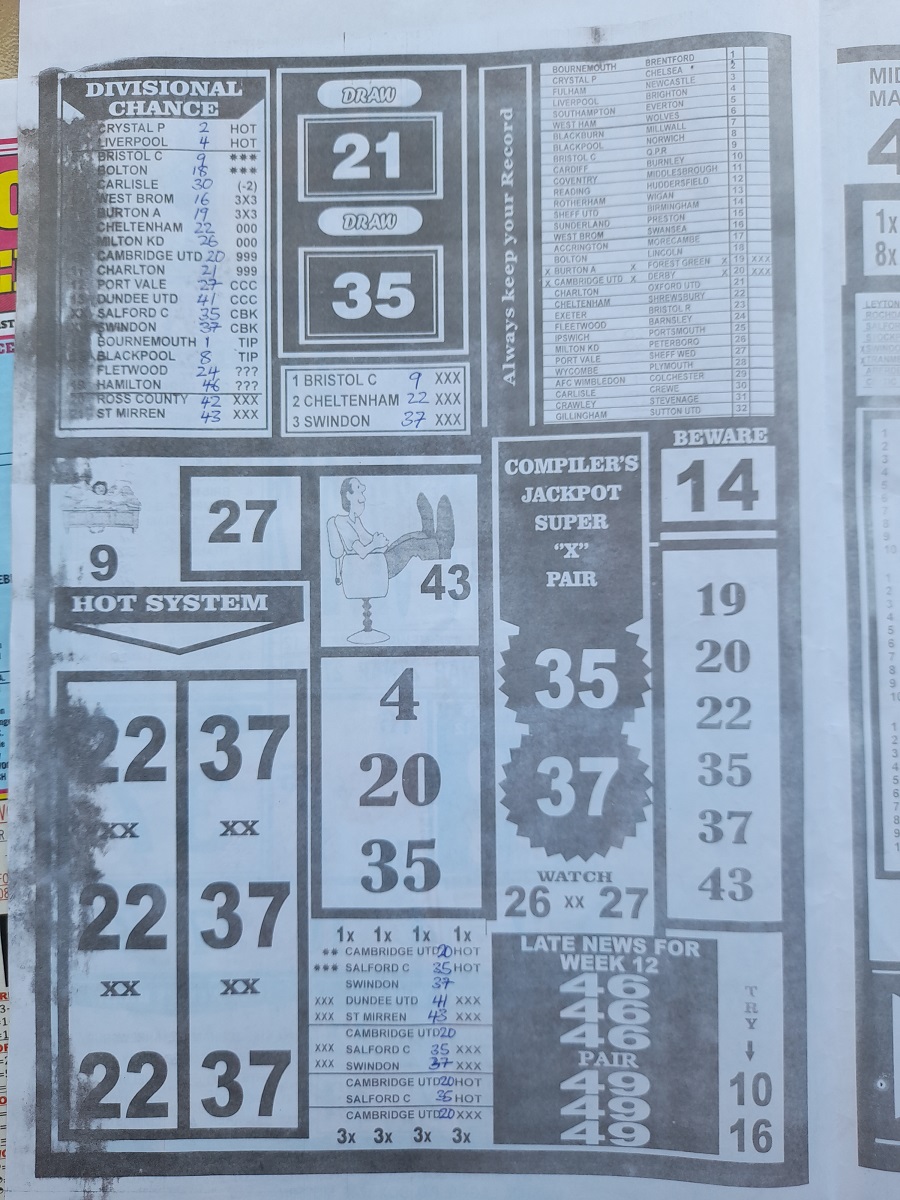 DIVISIONAL
CHANCE
CRYSTAL P 2 HOT
LIVERPOOL 4 HOT
BRISTOL C 9 ***
BOLTON 18 ***
CARLISLE 30 (-2)
WEST BROM 16 3X3
BURTON A 19 3X3
CHELTENHAM 22 000
MILTON KD 26 000
CAMBRIDGE UTD 20 999
CHARLTON 21 999
PORT VALE 27 CCC
DUNDEE UTD 41 CCC
SALFORD C 35 CBK
SWINDON 37 CBK
BOURNEMOUTH 1 TIP
BLACKPOOL 8 TIP
FLETWOOD 24 ???
HAMILTON 46 ???
ROSS COUNTY 42 XXX
ST MIRREN 43 XXX
DRAW
21
DRAW
35
1 BRISTOL C 9 XXX
2 CHELTENHAM 22 XXX
3 SWINDON 37 XXX
Always keep your Record
BOURNEMOUTH BRENTFORD 1
CRYSTAL P CHELSEA 2
FULHAM NEWCASTLE 3
LIVERPOOL BRIGHTON 4
SOUTHAMPTON EVERTON 5
WEST HAM WOLVES 6
BLACKBURN MILLWALL 7
BLACKPOOL NORWICH 8
BRISTOL C Q.P.R 9
CARDIFF BURNLEY 10
COVENTRY MIDDLESBROUGH 11
READING HUDDERSFIELD 12
ROTHERHAM WIGAN 13
SHEFF UTD BIRMINGHAM 14
SUNDERLAND PRESTON 15
WEST BROM SWANSEA 16
ACCRINGTON MORECAMBE 17
BOLTON LINCOLN 18
X BURTON A X FOREST GREEN X 19 XXX
X CAMBRIDGE UTD X DERBY X 20 XXX
CHARLTON OXFORD UTD 21
CHELTENHAM SHREWSBURY 22
EXETER BRISTOL R 23
FLEETWOOD BARNSLEY 24
IPSWICH PORTSMOUTH 25
MILTON KD PETERBORO 26
PORT VALE SHEFF WED 27
WYCOMBE PLYMOUTH 28
AFC WIMBLEDON COLCHESTER 29
CARLISLE CREWE 30
CRAWLEY STEVENAGE 31
GILLINGHAM SUTTON UTD 32
9
27
43
HOT SYSTEM
22 37
XX XX
22 37
XX XX
22 37
4
20
35
1x 1x 1x 1x
** CAMBRIDGE UTD 20 HOT
*** SALFORD C 35 HOT
SWINDON 37
XXX DUNDEE UTD 41 XXX
XXX ST MIRREN 43 XXX
CAMBRIDGE UTD 20
XXX SALFORD C 35 XXX
XXX SWINDON 37 XXX
CAMBRIDGE UTD 20 HOT
SALFORD C 35 HOT
CAMBRIDGE UTD 20 XXX
3x 3x 3x 3x
COMPILER'S
JACKPOT
SUPER
"X"
PAIR
35
37
WATCH
26 xx 27
BEWARE
14
19
20
22
35
37
43
LATE NEWS FOR
WEEK 12
46
46
46
PAIR
49
49
49
TRY
10
16
MID
MA
4
1x
8x